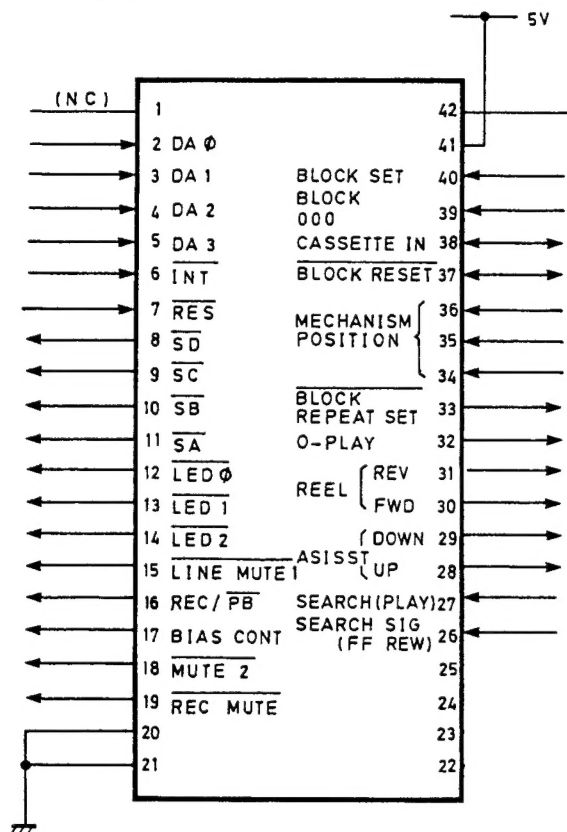 5V
(NC) 1 42
2 DA Φ 41
3 DA 1 BLOCK SET 40
4 DA 2 BLOCK 000 39
5 DA 3 CASSETTE IN 38
6 INT BLOCK RESET 37
7 RES 36
8 SD MECHANISM POSITION 35
9 SC 34
10 SB BLOCK REPEAT SET 33
11 SA O-PLAY 32
12 LED Φ REEL REV 31
13 LED 1 FWD 30
14 LED 2 ASISST DOWN 29
15 LINE MUTE 1 UP 28
16 REC/PB SEARCH(PLAY) 27
17 BIAS CONT SEARCH SIG (FF REW) 26
18 MUTE 2 25
19 REC MUTE 24
20 23
21 22